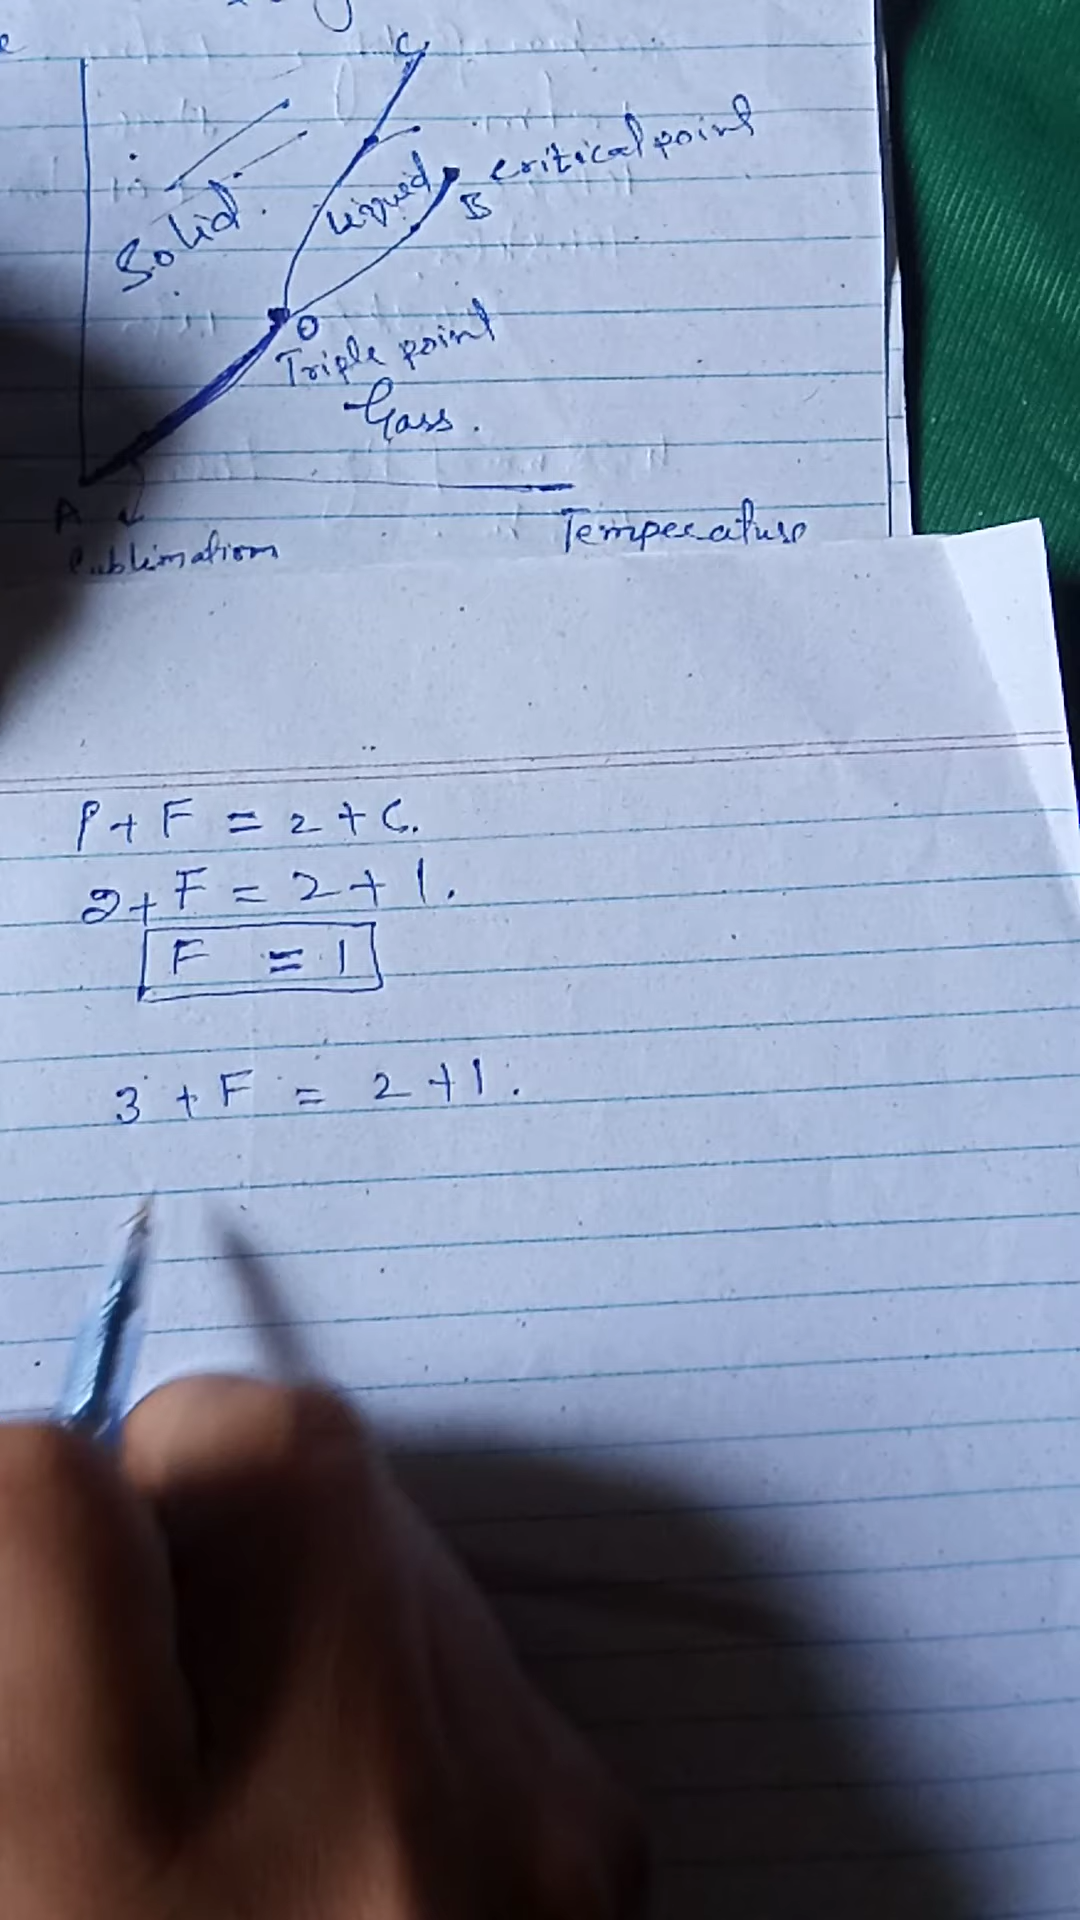 C
Liquid
critical point
B
Solid.
O
Triple point
Gass.
A
Sublimation
Temperature
P + F = 2 + C.
2 + F = 2 + 1.
F = 1
3 + F = 2 + 1.